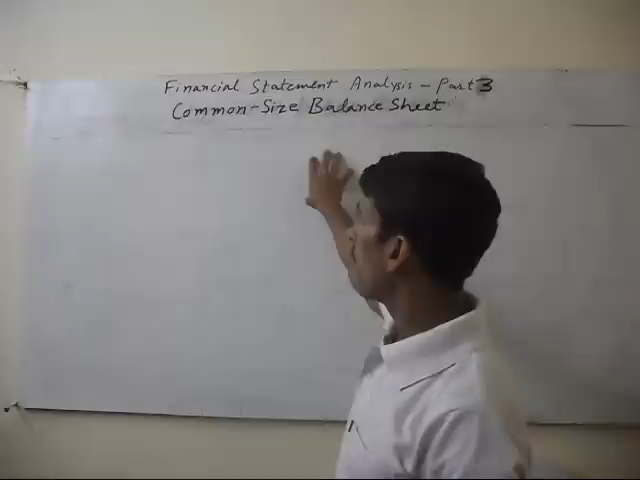 Financial Statement Analysis - Part 3
Common-Size Balance Sheet